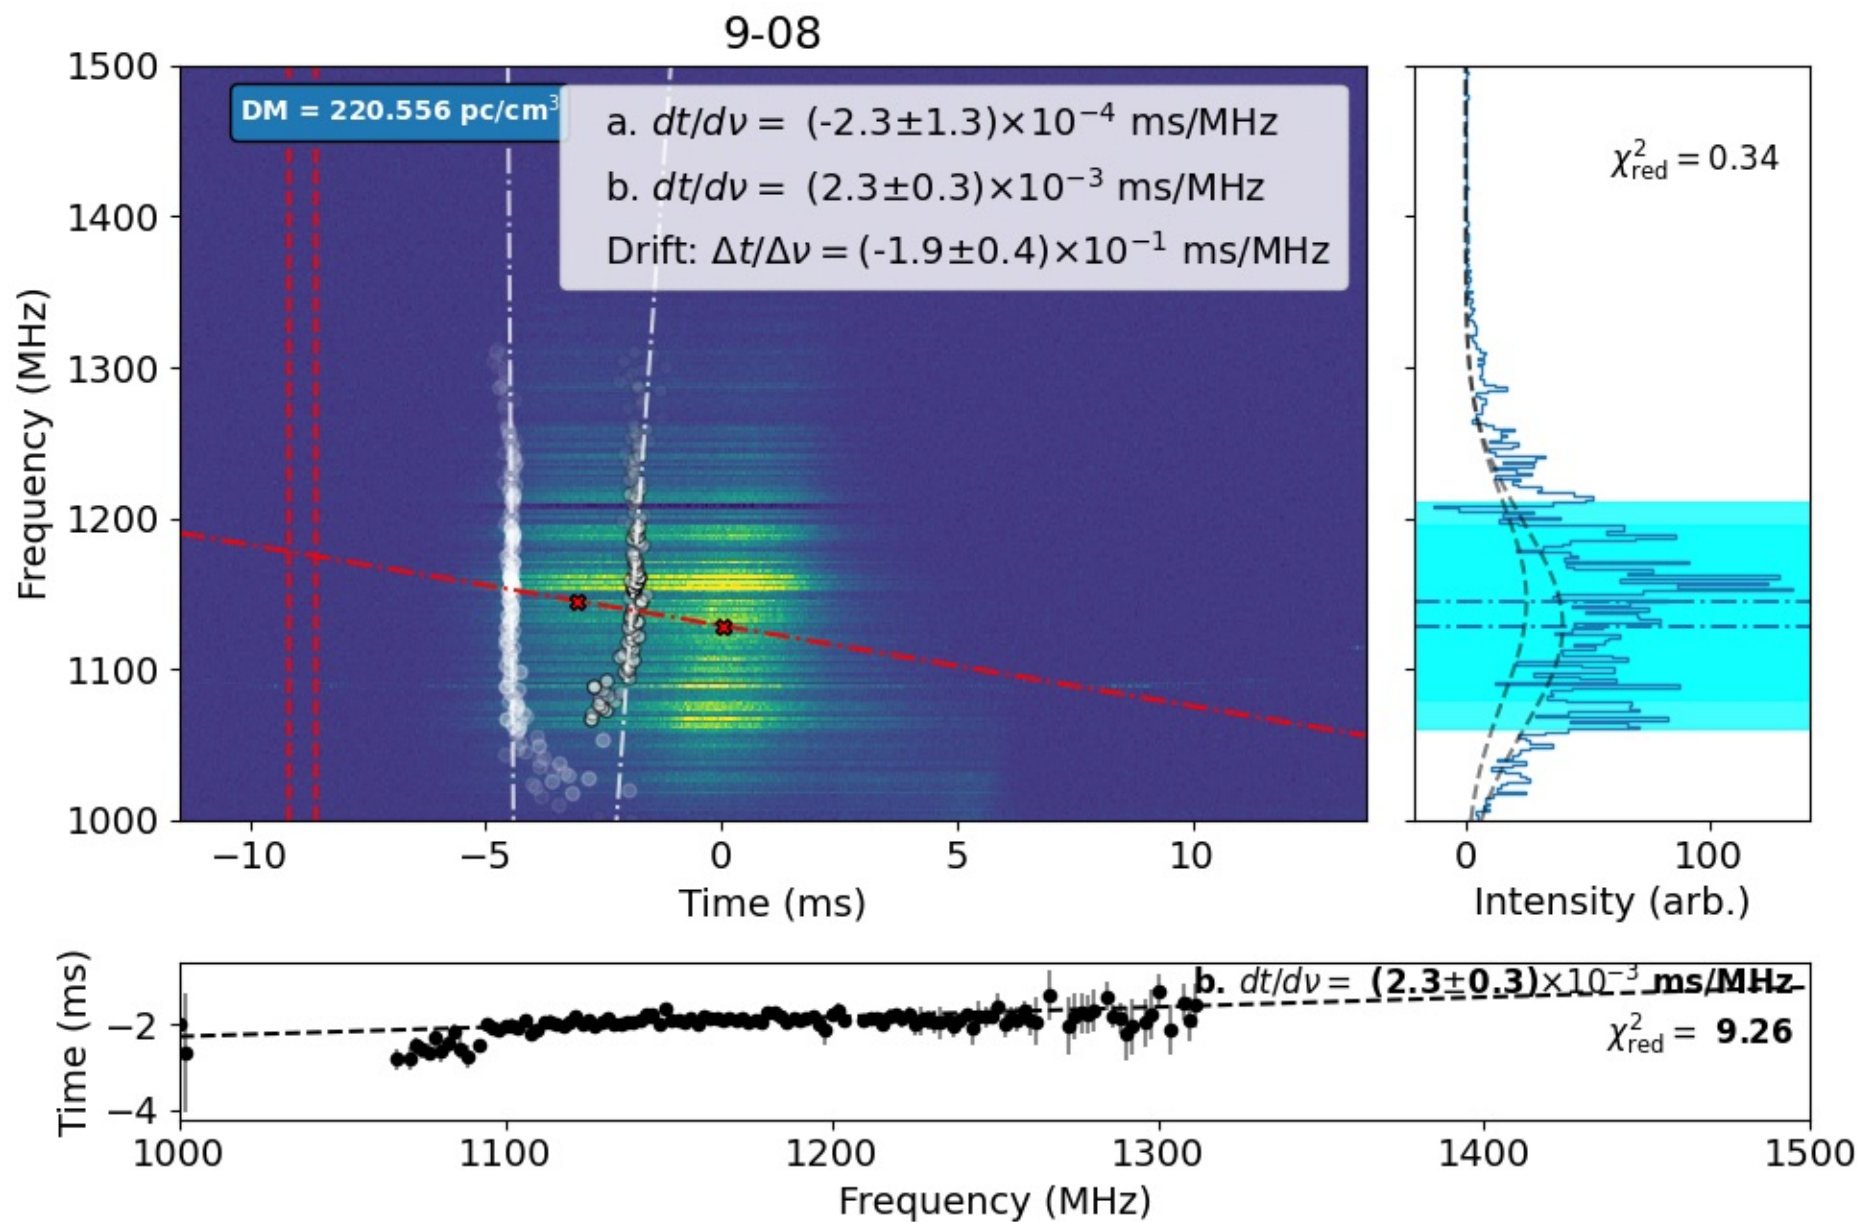 9-08
1500
1400
1300
1200
1100
1000
Frequency (MHz)
DM = 220.556 pc/cm³
a. dt/dν = (-2.3±1.3)×10⁻⁴ ms/MHz
b. dt/dν = (2.3±0.3)×10⁻³ ms/MHz
Drift: Δt/Δν = (-1.9±0.4)×10⁻¹ ms/MHz
−10 −5 0 5 10
Time (ms)
χ²red = 0.34
0 100
Intensity (arb.)
Time (ms)
−2
−4
b. dt/dν = (2.3±0.3)×10⁻³ ms/MHz
χ²red = 9.26
1000 1100 1200 1300 1400 1500
Frequency (MHz)